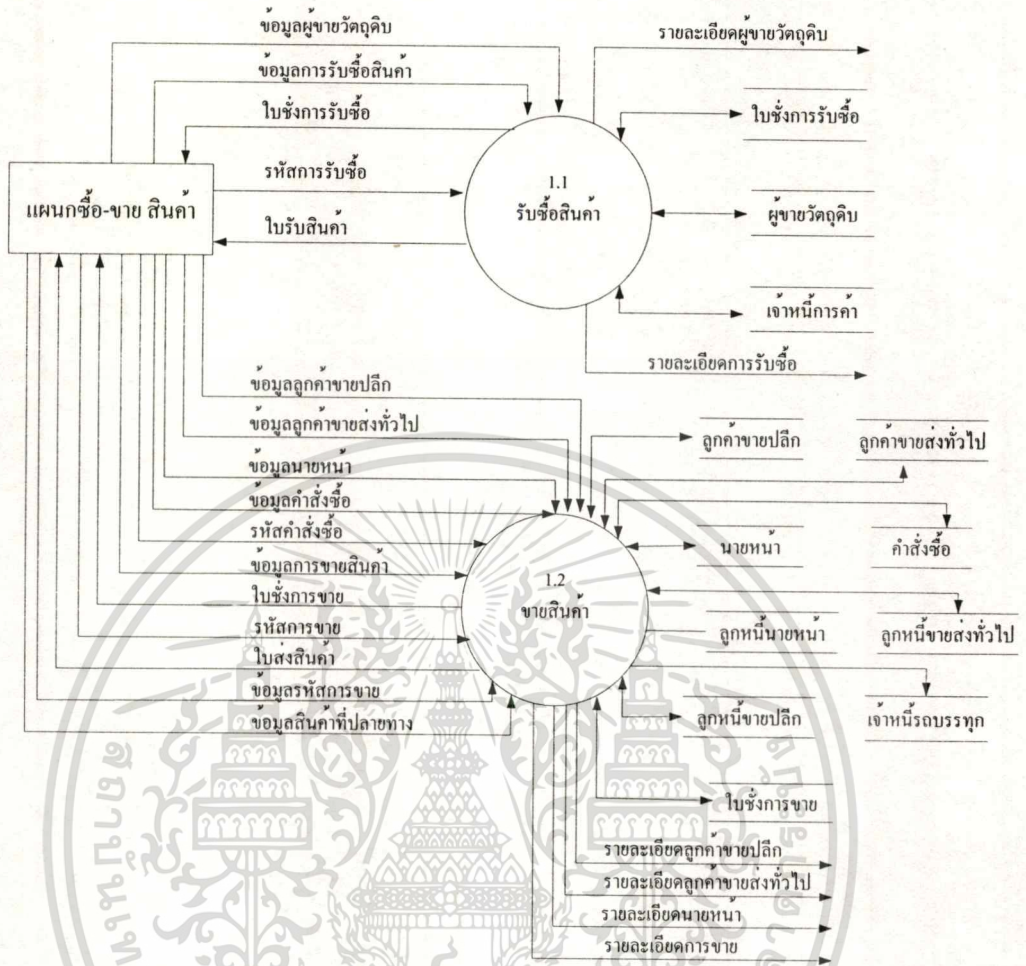 ข้อมูลผู้ขายวัตถุดิบ
รายละเอียดผู้ขายวัตถุดิบ
ข้อมูลการรับซื้อสินค้า
ใบชั่งการรับซื้อ
ใบชั่งการรับซื้อ
รหัสการรับซื้อ
แผนกซื้อ-ขาย สินค้า
1.1
รับซื้อสินค้า
ผู้ขายวัตถุดิบ
ใบรับสินค้า
เจ้าหนี้การค้า
รายละเอียดการรับซื้อ
ข้อมูลลูกค้าขายปลีก
ข้อมูลลูกค้าขายส่งทั่วไป
ลูกค้าขายปลีก
ลูกค้าขายส่งทั่วไป
ข้อมูลนายหน้า
ข้อมูลคำสั่งซื้อ
รหัสคำสั่งซื้อ
นายหน้า
คำสั่งซื้อ
ข้อมูลการขายสินค้า
1.2
ขายสินค้า
ใบชั่งการขาย
รหัสการขาย
ลูกหนี้นายหน้า
ลูกหนี้ขายส่งทั่วไป
ใบส่งสินค้า
ข้อมูลรหัสการขาย
ข้อมูลสินค้าที่ปลายทาง
ลูกหนี้ขายปลีก
เจ้าหนี้รถบรรทุก
ใบชั่งการขาย
รายละเอียดลูกค้าขายปลีก
รายละเอียดลูกค้าขายส่งทั่วไป
รายละเอียดนายหน้า
รายละเอียดการขาย